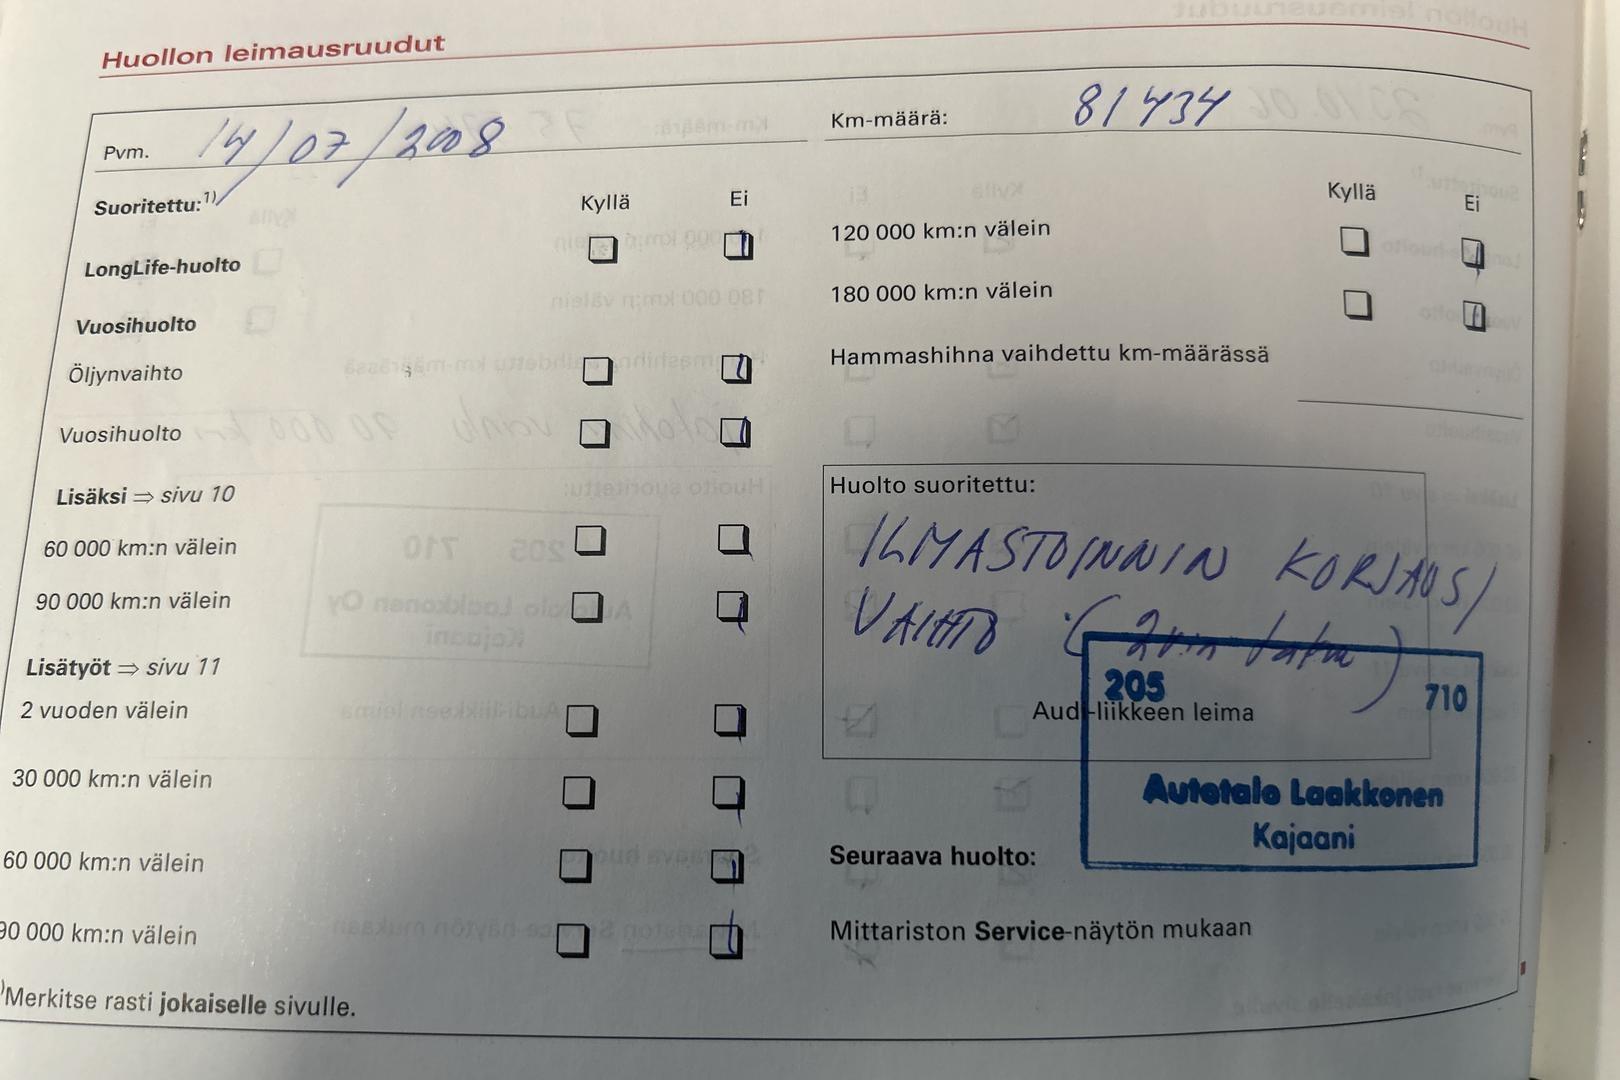 Huollon leimausruudut
Pvm. 14/07/2008
Suoritettu:1) Kyllä Ei
LongLife-huolto
Vuosihuolto
Öljynvaihto
Vuosihuolto
Lisäksi ⇒ sivu 10
60 000 km:n välein
90 000 km:n välein
Lisätyöt ⇒ sivu 11
2 vuoden välein
30 000 km:n välein
60 000 km:n välein
90 000 km:n välein
)Merkitse rasti jokaiselle sivulle.
Km-määrä: 81434
Kyllä Ei
120 000 km:n välein
180 000 km:n välein
Hammashihna vaihdettu km-määrässä
Huolto suoritettu:
ILMASTOINNIN KORJAUS/
VAIHTO (2v:n takuu)
205 710
Audi-liikkeen leima
Autotalo Laakkonen
Kajaani
Seuraava huolto:
Mittariston Service-näytön mukaan